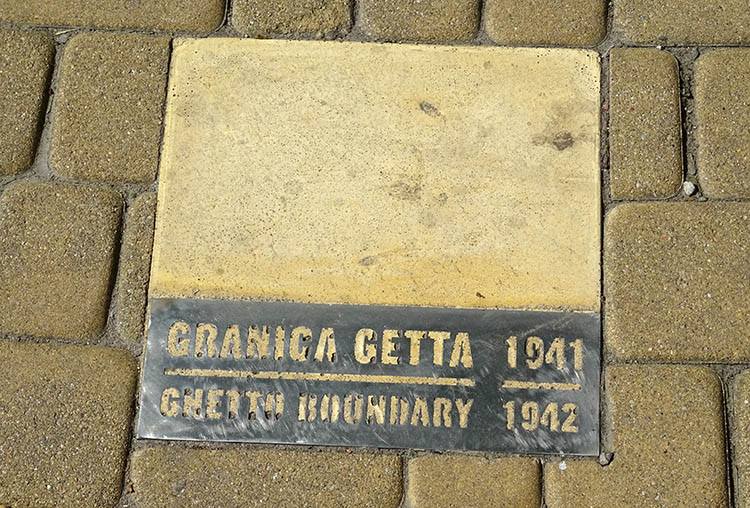 GRANICA GETTA 1941
GHETTO BOUNDARY 1942